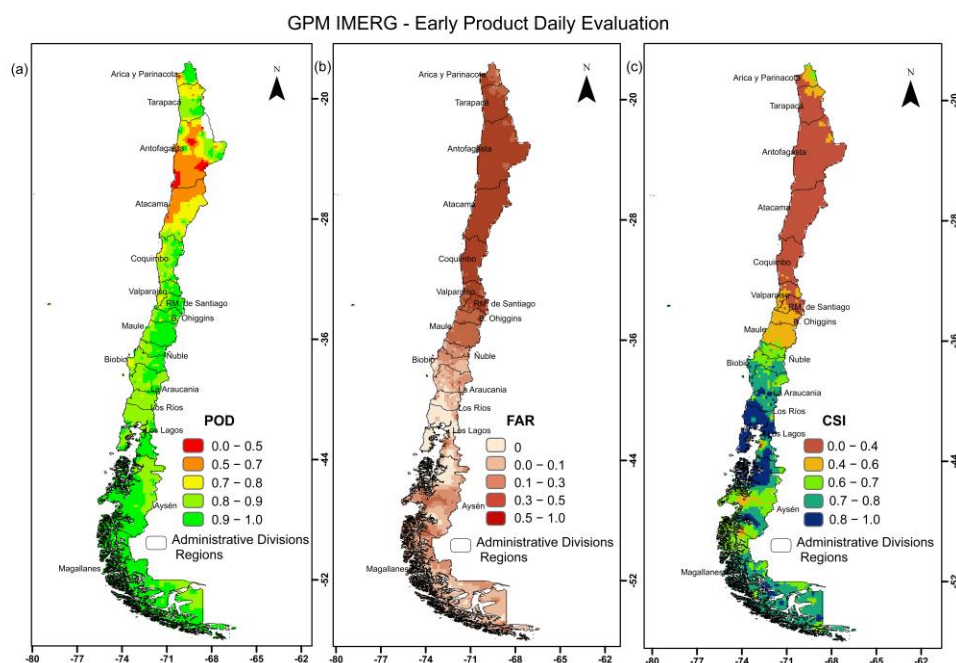 GPM IMERG - Early Product Daily Evaluation
(a)
N
Arica y Parinacota
Tarapacá
Antofagasta
Atacama
Coquimbo
Valparaíso
RM. de Santiago
B. Ohiggins
Maule
Ñuble
Biobío
La Araucania
Los Ríos
Los Lagos
Aysén
Magallanes
POD
0.0 – 0.5
0.5 – 0.7
0.7 – 0.8
0.8 – 0.9
0.9 – 1.0
Administrative Divisions
Regions
-20
-28
-36
-44
-52
-80
-77
-74
-71
-68
-65
-62
(b)
N
Arica y Parinacota
Tarapacá
Antofagasta
Atacama
Coquimbo
Valparaíso
RM. de Santiago
B. Ohiggins
Maule
Ñuble
Biobío
La Araucania
Los Ríos
Los Lagos
Aysén
Magallanes
FAR
0
0.0 – 0.1
0.1 – 0.3
0.3 – 0.5
0.5 – 1.0
Administrative Divisions
Regions
-20
-28
-36
-44
-52
-80
-77
-74
-71
-68
-65
-62
(c)
N
Arica y Parinacota
Tarapacá
Antofagasta
Atacama
Coquimbo
Valparaíso
RM. de Santiago
B. Ohiggins
Maule
Ñuble
Biobío
La Araucania
Los Ríos
Los Lagos
Aysén
Magallanes
CSI
0.0 – 0.4
0.4 – 0.6
0.6 – 0.7
0.7 – 0.8
0.8 – 1.0
Administrative Divisions
Regions
-20
-28
-36
-44
-52
-80
-77
-74
-71
-68
-65
-62